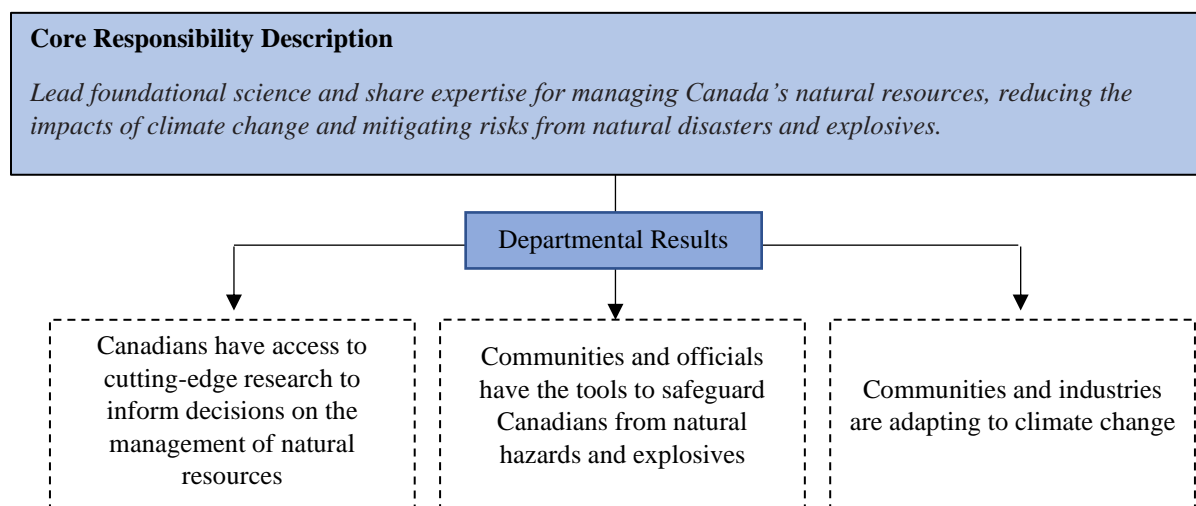 Core Responsibility Description
Lead foundational science and share expertise for managing Canada’s natural resources, reducing the
impacts of climate change and mitigating risks from natural disasters and explosives.
Departmental Results
Canadians have access to
cutting-edge research to
inform decisions on the
management of natural
resources
Communities and officials
have the tools to safeguard
Canadians from natural
hazards and explosives
Communities and industries
are adapting to climate change